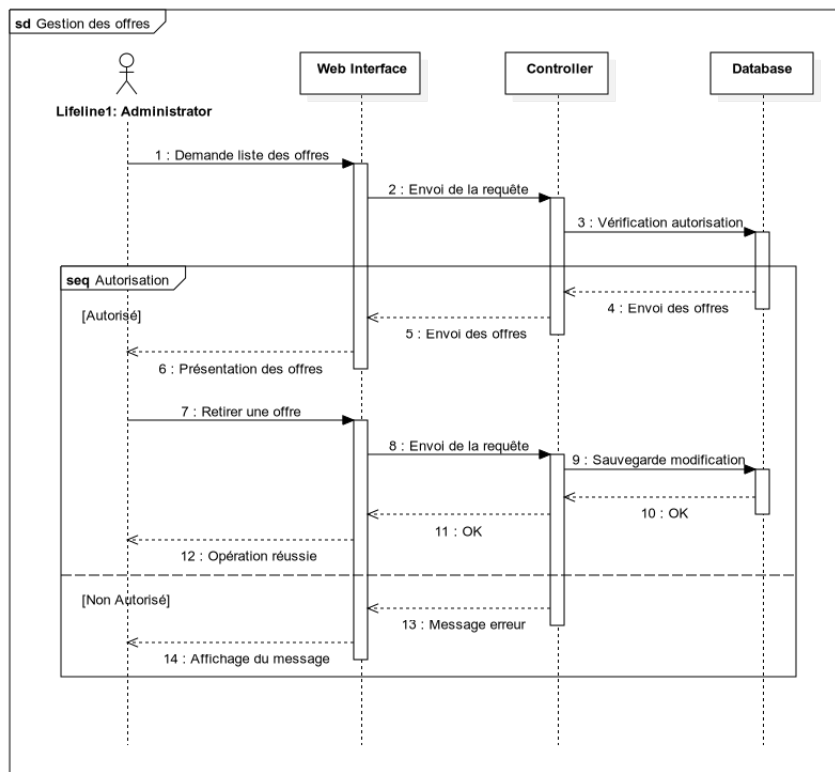 sd Gestion des offres
Web Interface
Controller
Database
Lifeline1: Administrator
1 : Demande liste des offres
2 : Envoi de la requête
3 : Vérification autorisation
seq Autorisation
[Autorisé]
4 : Envoi des offres
5 : Envoi des offres
6 : Présentation des offres
7 : Retirer une offre
8 : Envoi de la requête
9 : Sauvegarde modification
10 : OK
11 : OK
12 : Opération réussie
[Non Autorisé]
13 : Message erreur
14 : Affichage du message